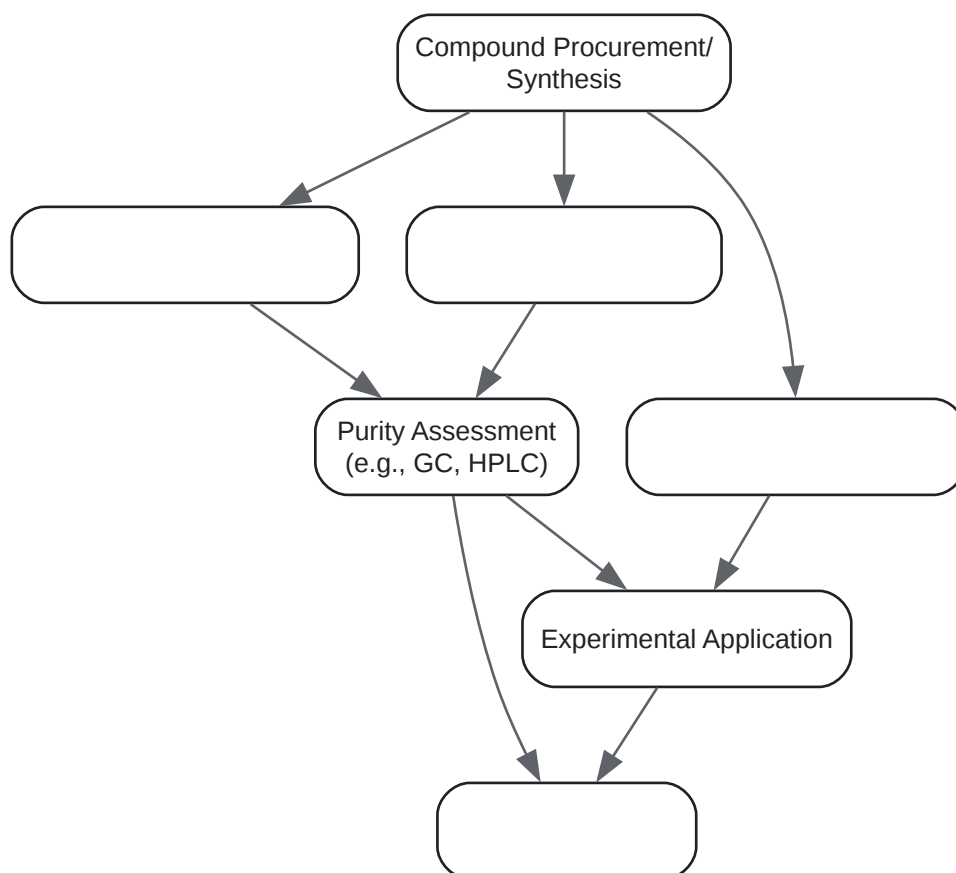 Compound Procurement/
Synthesis
Purity Assessment
(e.g., GC, HPLC)
Experimental Application